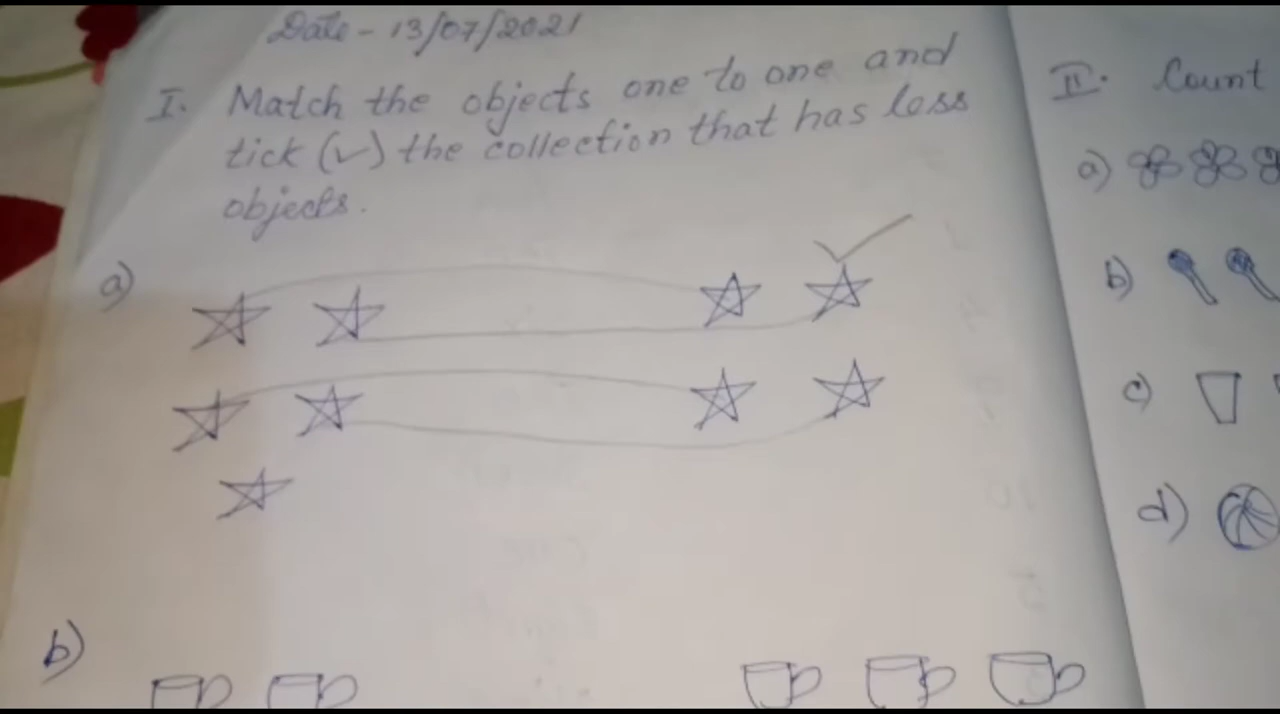 Date - 13/07/2021
I. Match the objects one to one and
tick (✓) the collection that has less
objects.
a)
b)
II. Count
a)
b)
c)
d)